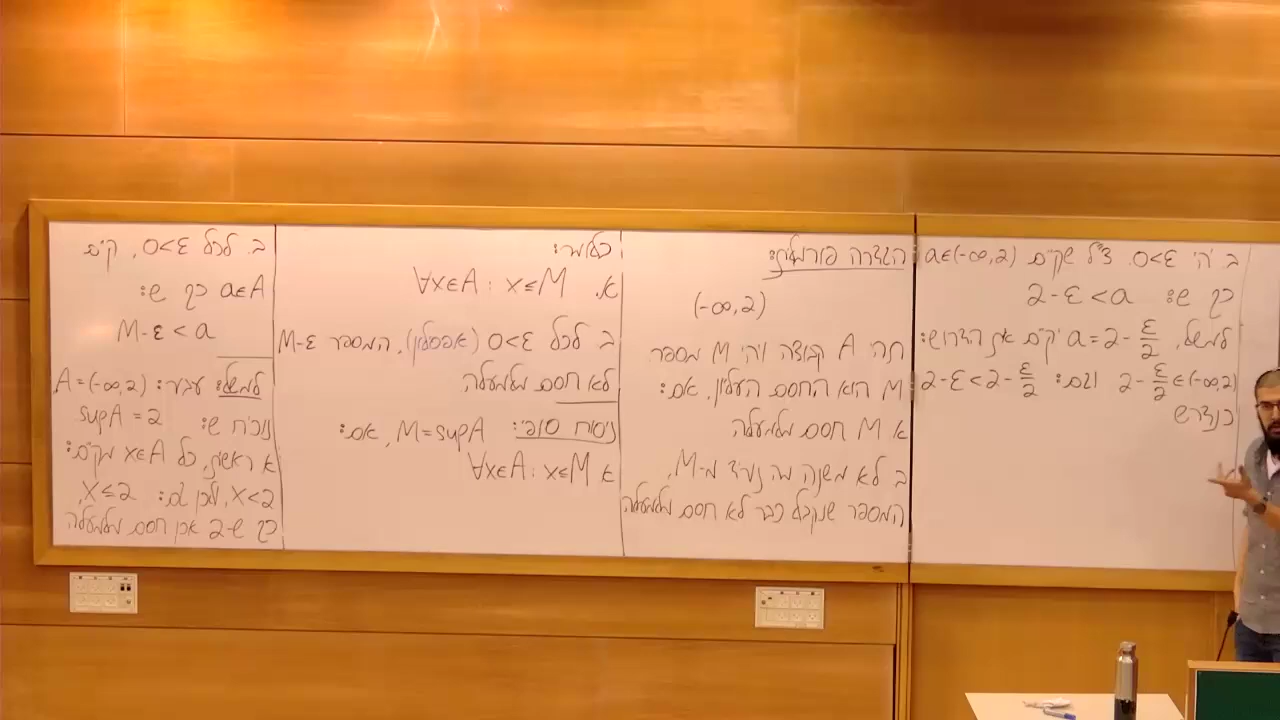 הגדרה פורמלית:
(-∞,2)
תהי A קבוצה ויהי M מספר
M הוא החסם העליון, אם:
א M חסם מלמעלה
ב לא משנה מה נוריד מ-M,
המספר שנקבל כבר לא חסם מלמעלה
כלומר:
א. ∀x∈A: x≤M
ב לכל 0<ε (אפסילון), המספר M-ε
לא חסם מלמעלה
ניסוח סופי: M=supA, אם:
א ∀x∈A: x≤M
ב. לכל 0<ε, קיים
a∈A כך ש:
M-ε < a
למשל: עבור: A=(-∞,2)
נוכיח ש: supA=2
א ראשית, כל x∈A מקיים:
x<2, ולכן גם: x≤2,
כך ש-2 אכן חסם מלמעלה
ב יהי 0<ε. צ"ל שקיים a∈(-∞,2)
כך ש: 2-ε<a
למשל, a=2-ε/2 יקיים את הדרוש:
2-ε/2∈(-∞,2) וגם: 2-ε<2-ε/2
כנדרש